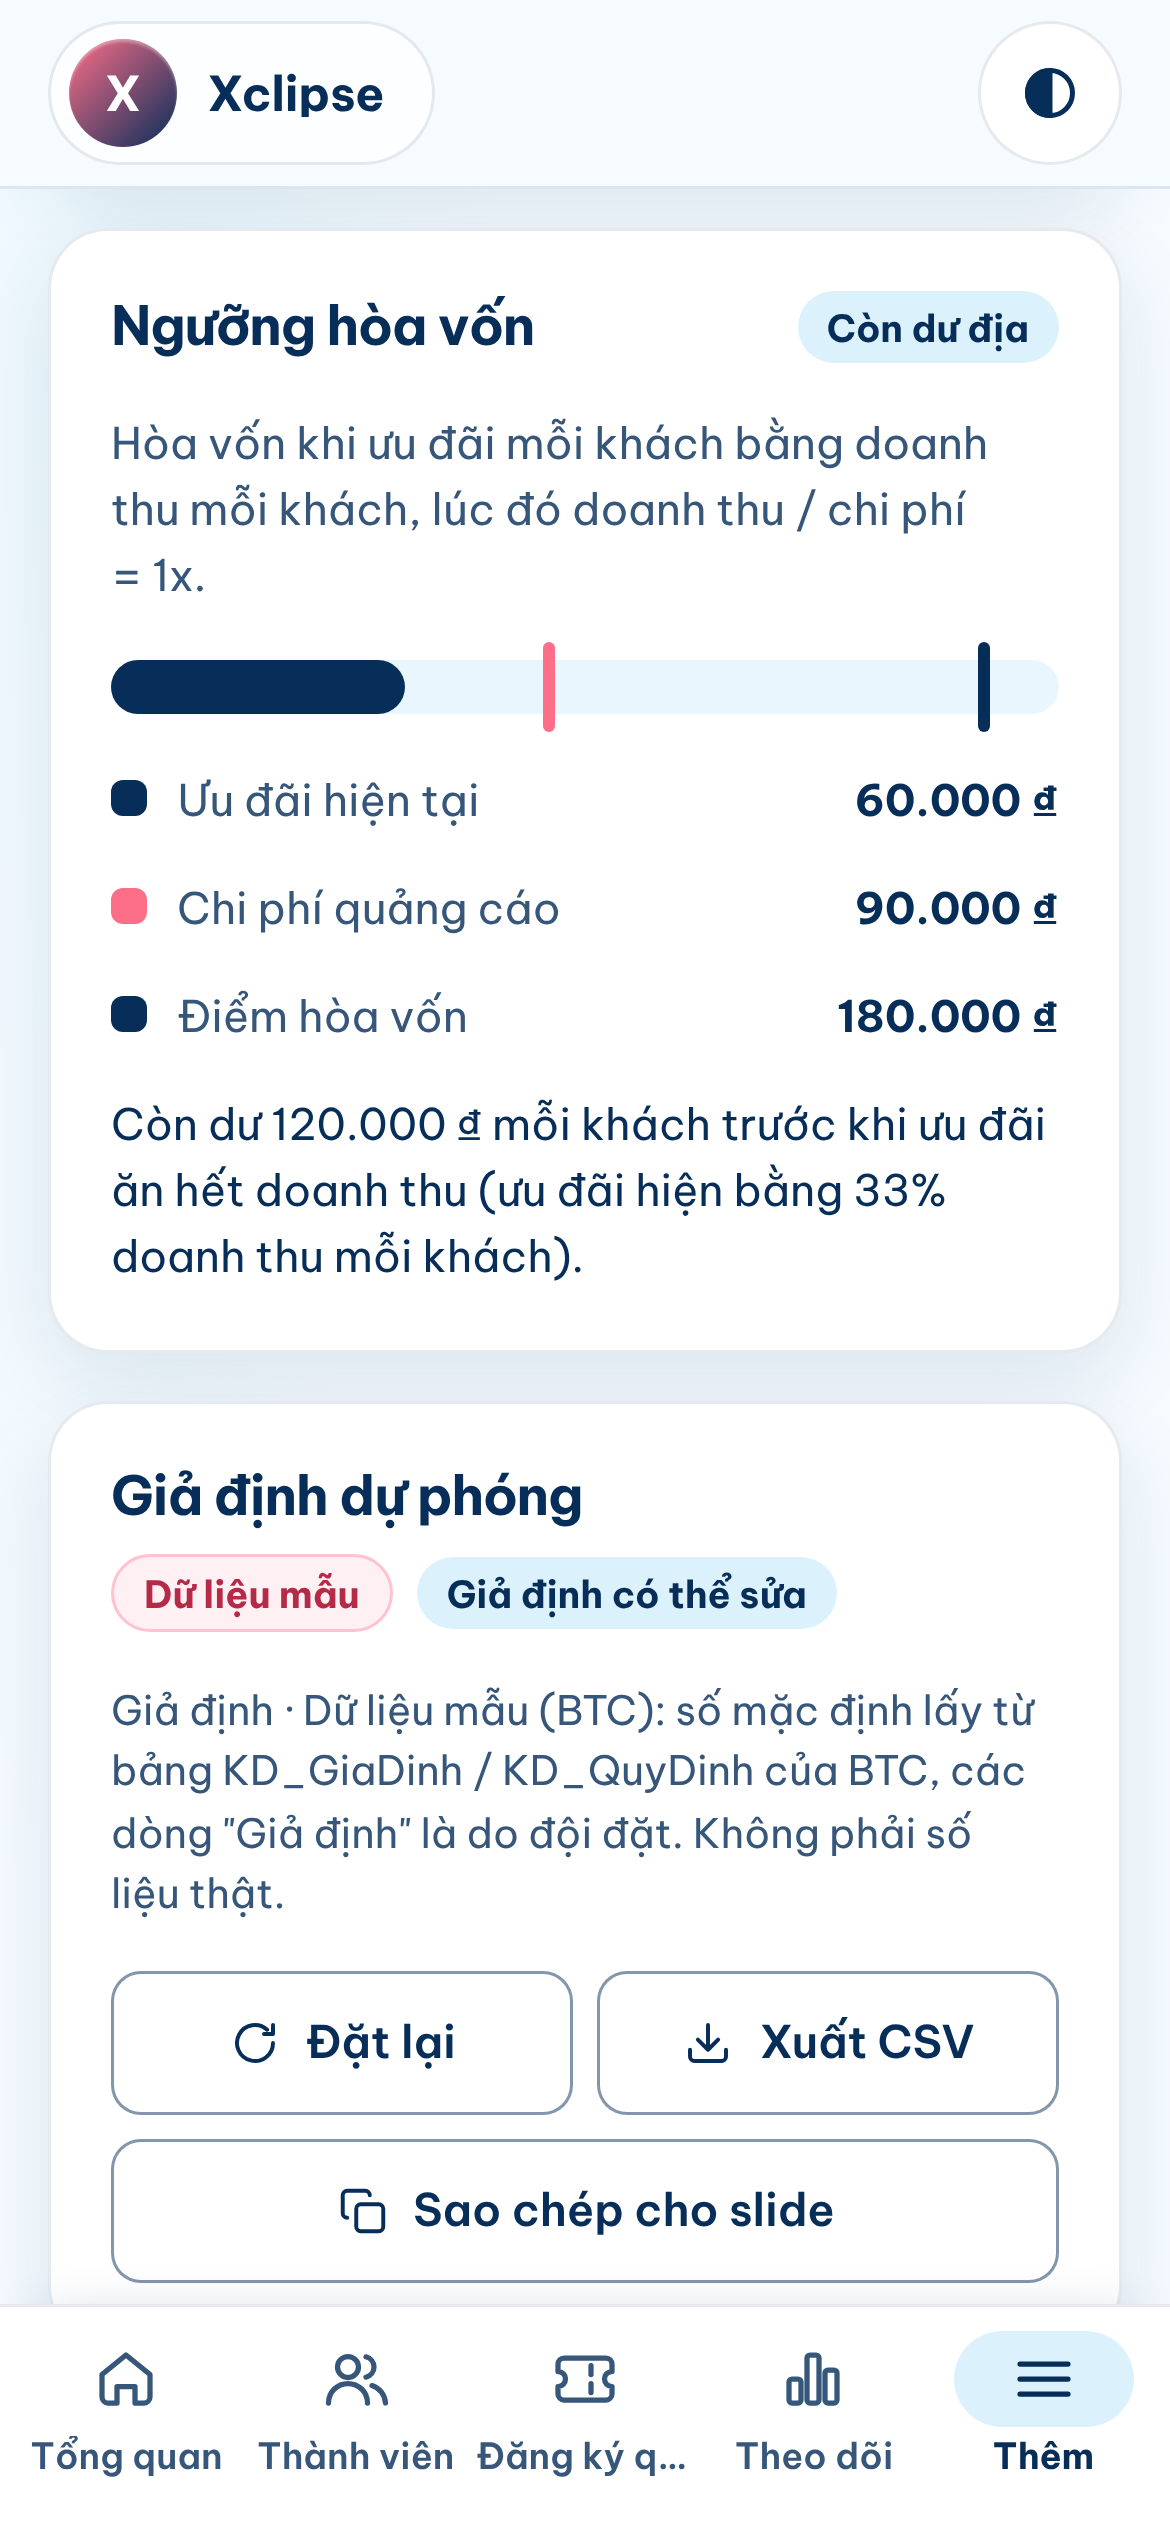 X Xclipse
Ngưỡng hòa vốn
Còn dư địa
Hòa vốn khi ưu đãi mỗi khách bằng doanh
thu mỗi khách, lúc đó doanh thu / chi phí
= 1x.
Ưu đãi hiện tại 60.000 ₫
Chi phí quảng cáo 90.000 ₫
Điểm hòa vốn 180.000 ₫
Còn dư 120.000 ₫ mỗi khách trước khi ưu đãi
ăn hết doanh thu (ưu đãi hiện bằng 33%
doanh thu mỗi khách).
Giả định dự phóng
Dữ liệu mẫu Giả định có thể sửa
Giả định · Dữ liệu mẫu (BTC): số mặc định lấy từ
bảng KD_GiaDinh / KD_QuyDinh của BTC, các
dòng "Giả định" là do đội đặt. Không phải số
liệu thật.
Đặt lại Xuất CSV
Sao chép cho slide
Tổng quan Thành viên Đăng ký q... Theo dõi Thêm